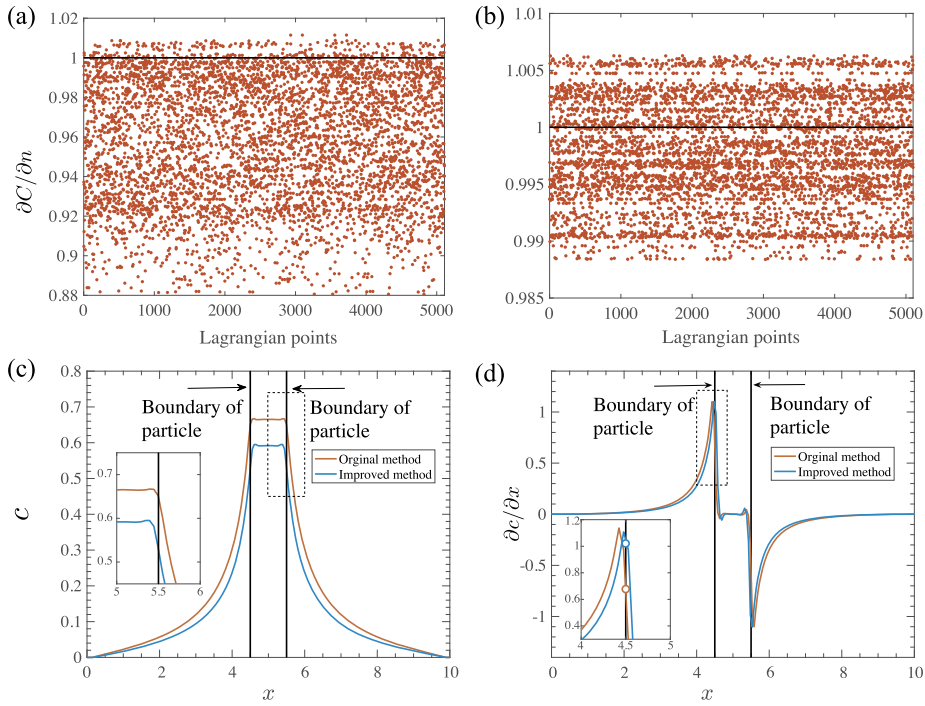 (a)
1.02
1
0.98
0.96
0.94
0.92
0.9
0.88
∂C/∂n
0 1000 2000 3000 4000 5000
Lagrangian points
(b)
1.01
1.005
1
0.995
0.99
0.985
0 1000 2000 3000 4000 5000
Lagrangian points
(c)
0.8
0.7
0.6
0.5
0.4
0.3
0.2
0.1
0
c
Boundary of
particle
Boundary of
particle
Orginal method
Improved method
0.7
0.6
0.5
5 5.5 6
0 2 4 6 8 10
x
(d)
1
0.5
0
-0.5
-1
∂c/∂x
Boundary of
particle
Boundary of
particle
Orginal method
Improved method
1.2
1
0.8
0.6
0.4
4 4.5 5
0 2 4 6 8 10
x